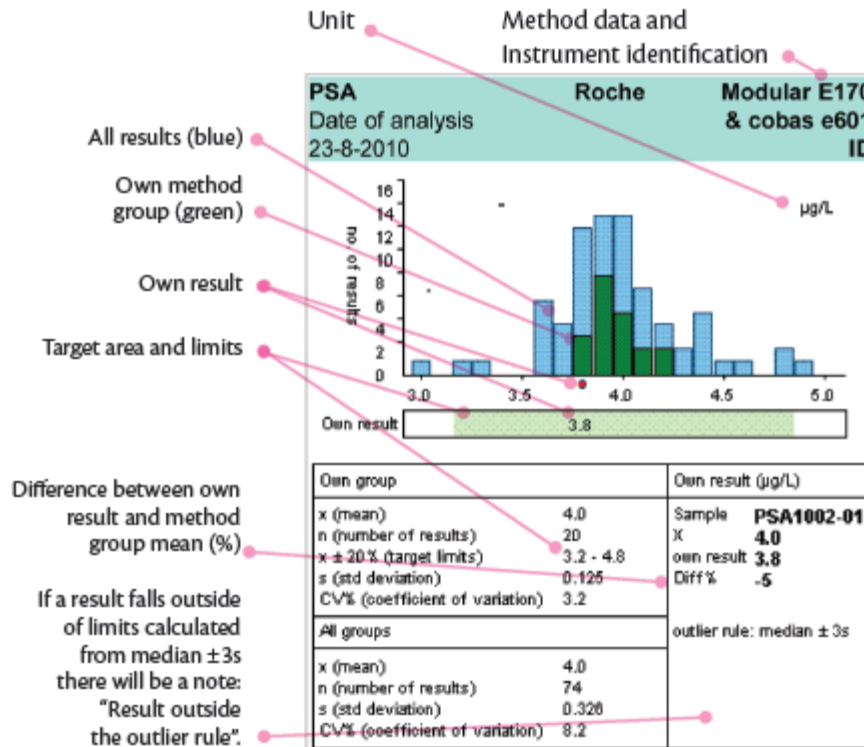 Unit
Method data and
Instrument identification
PSA Roche Modular E170
Date of analysis & cobas e601
23-8-2010 ID
All results (blue)
Own method
group (green)
Own result
Target area and limits
µg/L
no. of results
16
14
12
10
8
6
4
2
0
3.0 3.5 4.0 4.5 5.0
Own result 3.8
Difference between own
result and method
group mean (%)
If a result falls outside
of limits calculated
from median ±3s
there will be a note:
"Result outside
the outlier rule".
Own group
x (mean) 4.0
n (number of results) 20
x ± 20% (target limits) 3.2 - 4.8
s (std deviation) 0.125
CV% (coefficient of variation) 3.2
All groups
x (mean) 4.0
n (number of results) 74
s (std deviation) 0.326
CV% (coefficient of variation) 8.2
Own result (µg/L)
Sample PSA1002-01
X 4.0
own result 3.8
Diff% -5
outlier rule: median ± 3s